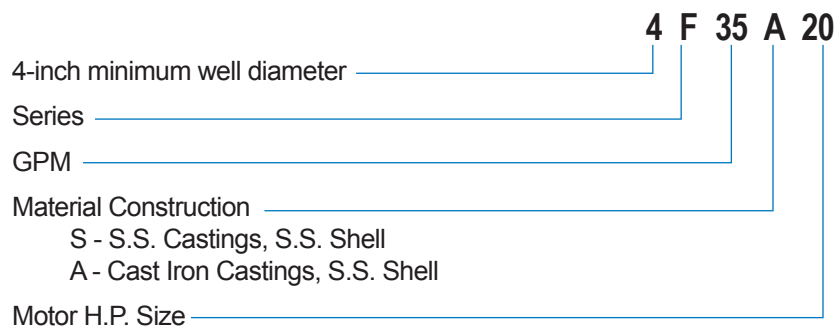 4 F 35 A 20
4-inch minimum well diameter
Series
GPM
Material Construction
S - S.S. Castings, S.S. Shell
A - Cast Iron Castings, S.S. Shell
Motor H.P. Size